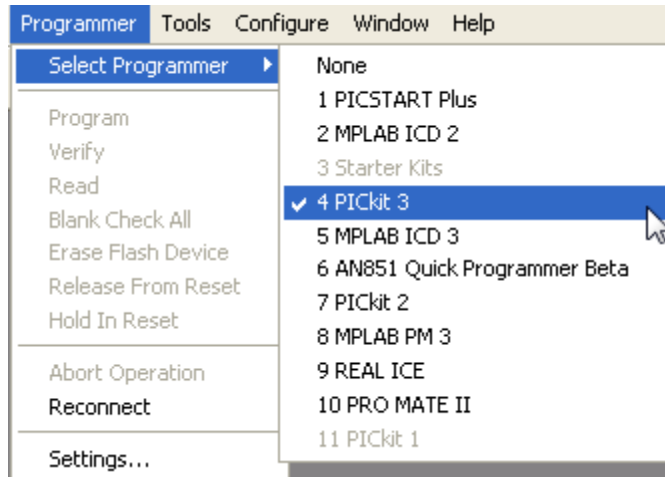 Programmer Tools Configure Window Help
Select Programmer
Program
Verify
Read
Blank Check All
Erase Flash Device
Release From Reset
Hold In Reset
Abort Operation
Reconnect
Settings...
None
1 PICSTART Plus
2 MPLAB ICD 2
3 Starter Kits
4 PICkit 3
5 MPLAB ICD 3
6 AN851 Quick Programmer Beta
7 PICkit 2
8 MPLAB PM 3
9 REAL ICE
10 PRO MATE II
11 PICkit 1